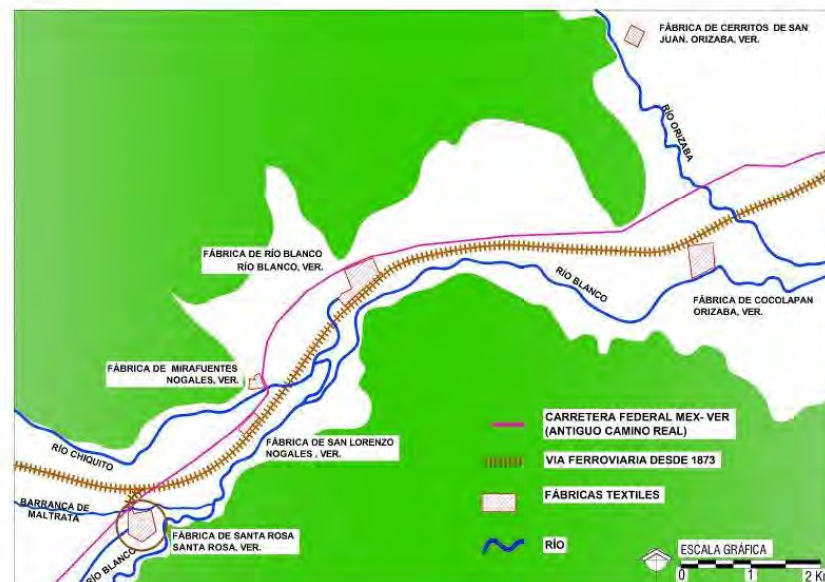 FÁBRICA DE CERRITOS DE SAN
JUAN. ORIZABA, VER.
RÍO ORIZABA
FÁBRICA DE RÍO BLANCO
RÍO BLANCO, VER.
RÍO BLANCO
FÁBRICA DE COCOLAPAN
ORIZABA, VER.
FÁBRICA DE MIRAFUENTES
NOGALES, VER.
FÁBRICA DE SAN LORENZO
NOGALES , VER.
RÍO CHIQUITO
BARRANCA DE
MALTRATA
FÁBRICA DE SANTA ROSA
SANTA ROSA, VER.
RÍO BLANCO
CARRETERA FEDERAL MEX- VER
(ANTIGUO CAMINO REAL)
VIA FERROVIARIA DESDE 1873
FÁBRICAS TEXTILES
RÍO
ESCALA GRÁFICA
0 1 2